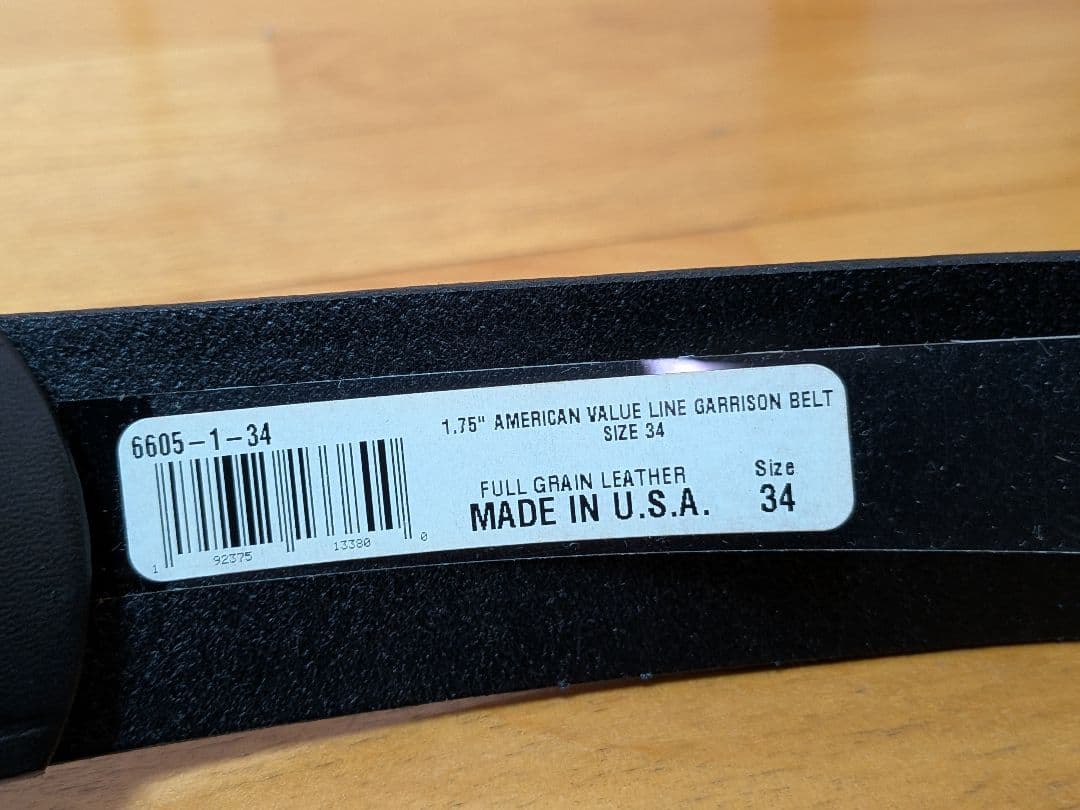 6605-1-34
1 92375 13380 0
1.75" AMERICAN VALUE LINE GARRISON BELT
SIZE 34
FULL GRAIN LEATHER
MADE IN U.S.A.
Size
34